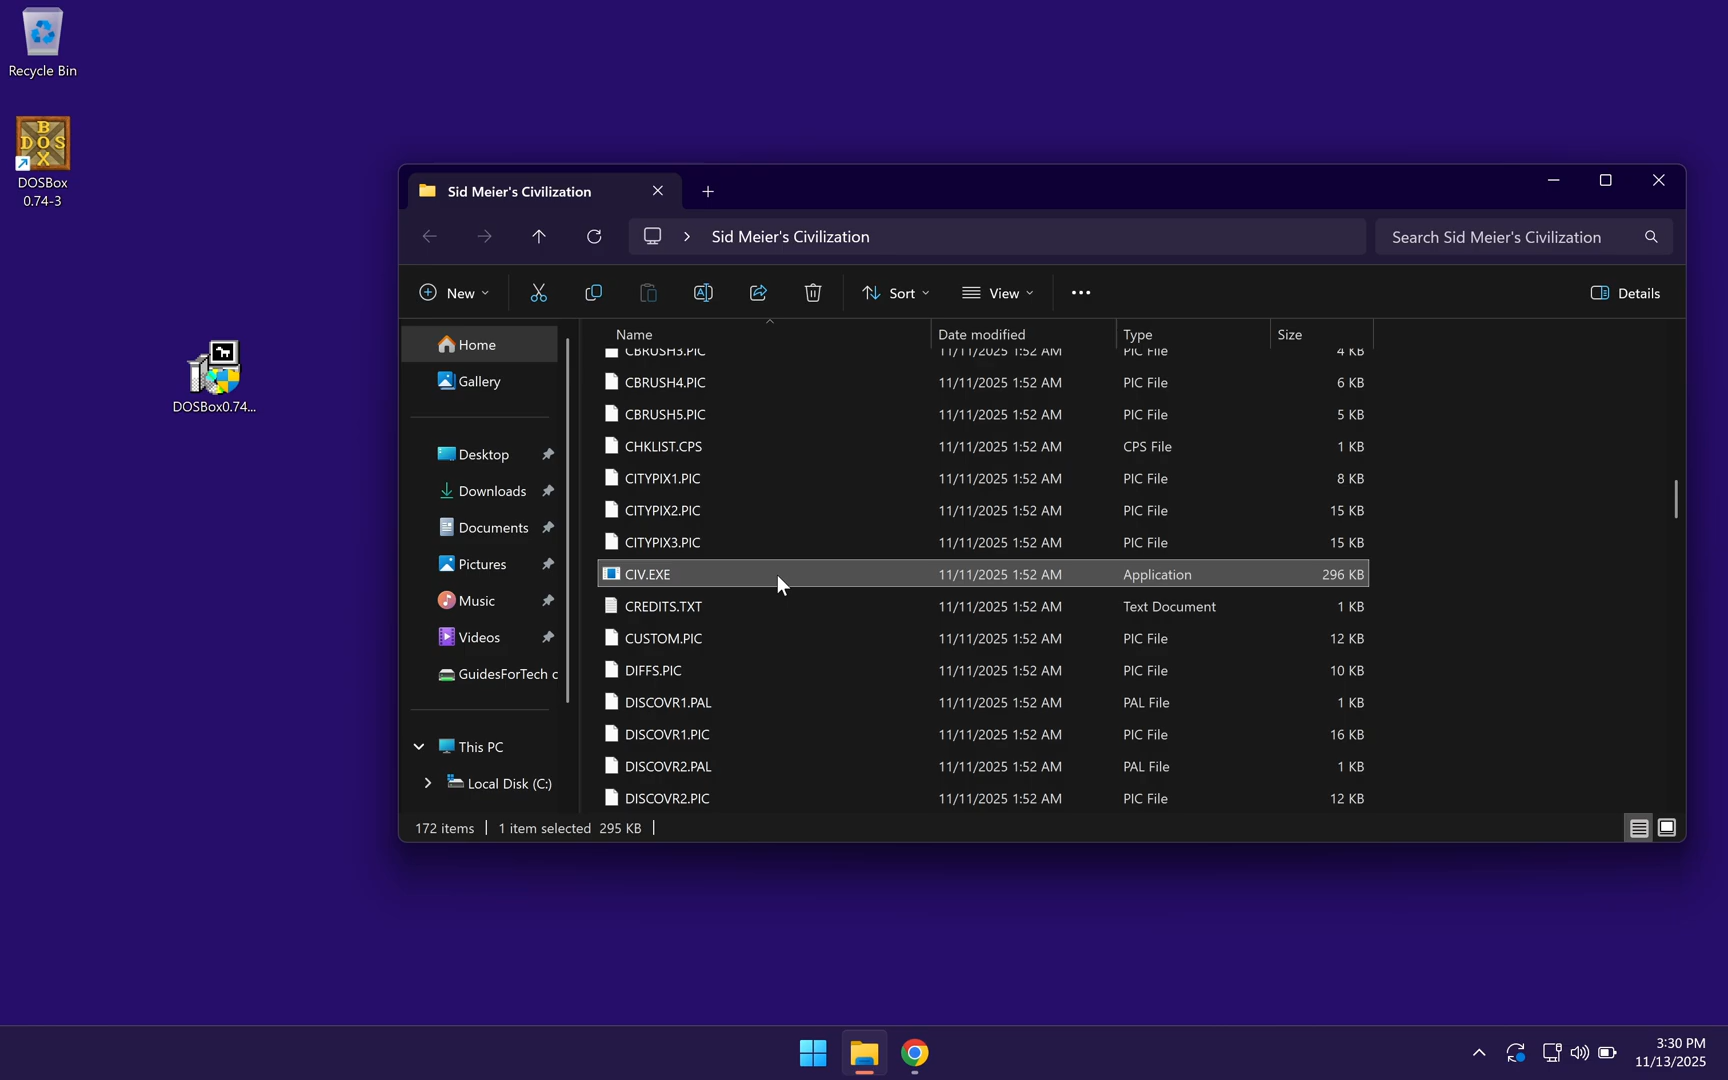 Recycle Bin
BOX
DOS
DOSBox
0.74-3
DOSBox0.74...
Sid Meier's Civilization
Sid Meier's Civilization
Search Sid Meier's Civilization
New
Sort
View
Details
Home
Gallery
Desktop
Downloads
Documents
Pictures
Music
Videos
GuidesForTech c
This PC
Local Disk (C:)
Name Date modified Type Size
CBRUSH3.PIC 11/11/2025 1:52 AM PIC File 4 KB
CBRUSH4.PIC 11/11/2025 1:52 AM PIC File 6 KB
CBRUSH5.PIC 11/11/2025 1:52 AM PIC File 5 KB
CHKLIST.CPS 11/11/2025 1:52 AM CPS File 1 KB
CITYPIX1.PIC 11/11/2025 1:52 AM PIC File 8 KB
CITYPIX2.PIC 11/11/2025 1:52 AM PIC File 15 KB
CITYPIX3.PIC 11/11/2025 1:52 AM PIC File 15 KB
CIV.EXE 11/11/2025 1:52 AM Application 296 KB
CREDITS.TXT 11/11/2025 1:52 AM Text Document 1 KB
CUSTOM.PIC 11/11/2025 1:52 AM PIC File 12 KB
DIFFS.PIC 11/11/2025 1:52 AM PIC File 10 KB
DISCOVR1.PAL 11/11/2025 1:52 AM PAL File 1 KB
DISCOVR1.PIC 11/11/2025 1:52 AM PIC File 16 KB
DISCOVR2.PAL 11/11/2025 1:52 AM PAL File 1 KB
DISCOVR2.PIC 11/11/2025 1:52 AM PIC File 12 KB
172 items 1 item selected 295 KB
3:30 PM
11/13/2025